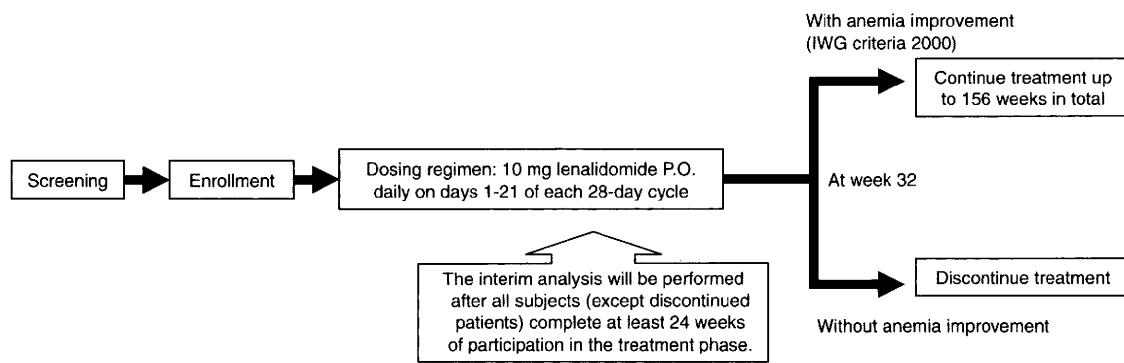 Screening
Enrollment
Dosing regimen: 10 mg lenalidomide P.O.
daily on days 1-21 of each 28-day cycle
The interim analysis will be performed
after all subjects (except discontinued
patients) complete at least 24 weeks
of participation in the treatment phase.
With anemia improvement
(IWG criteria 2000)
Continue treatment up
to 156 weeks in total
At week 32
Discontinue treatment
Without anemia improvement